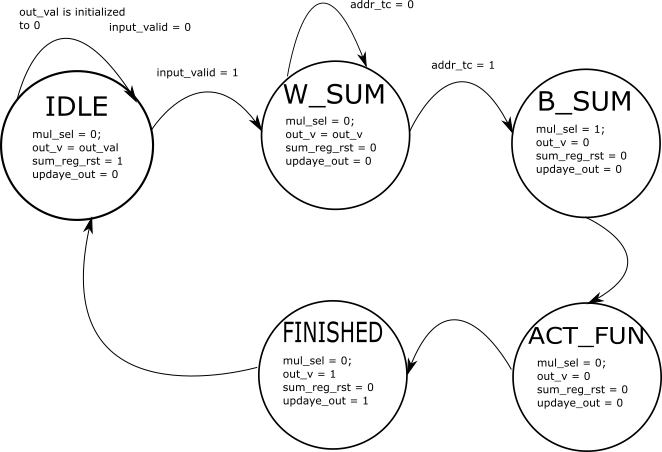 out_val is initialized
to 0
input_valid = 0
input_valid = 1
addr_tc = 0
addr_tc = 1
IDLE
mul_sel = 0;
out_v = out_val
sum_reg_rst = 1
updaye_out = 0
W_SUM
mul_sel = 0;
out_v = out_v
sum_reg_rst = 0
updaye_out = 0
B_SUM
mul_sel = 1;
out_v = 0
sum_reg_rst = 0
updaye_out = 0
FINISHED
mul_sel = 0;
out_v = 1
sum_reg_rst = 0
updaye_out = 1
ACT_FUN
mul_sel = 0;
out_v = 0
sum_reg_rst = 0
updaye_out = 0